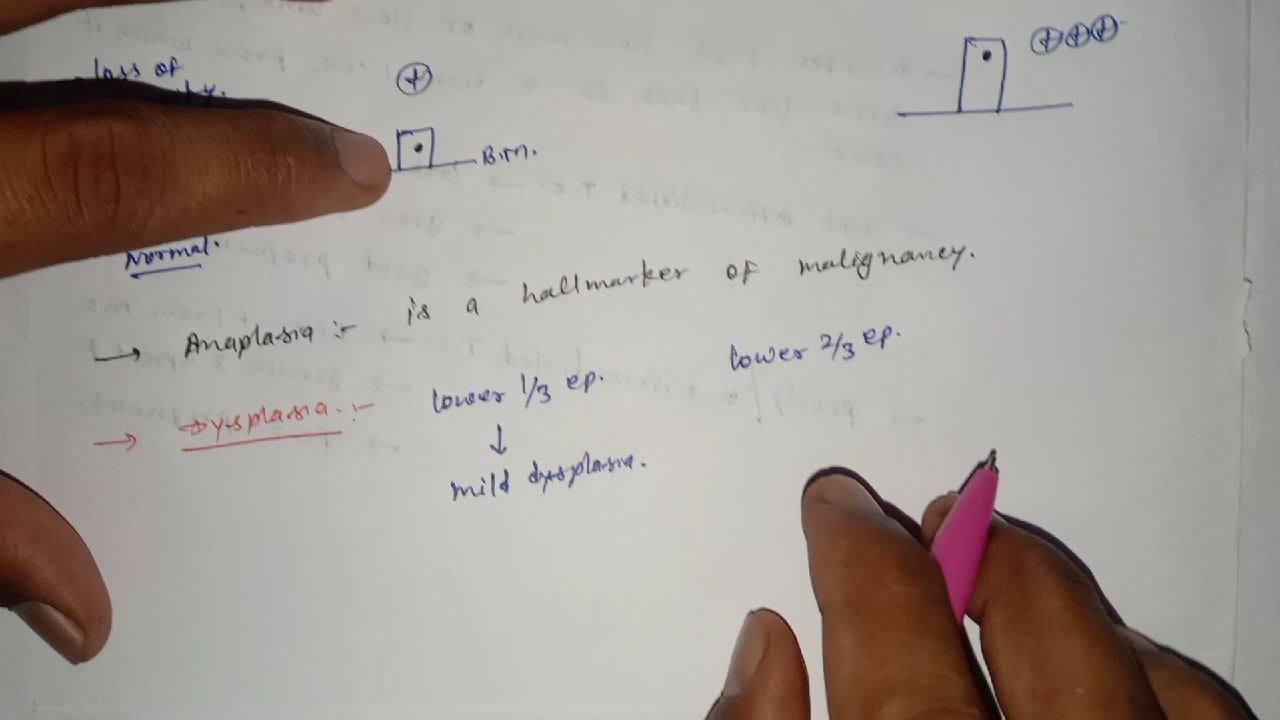 loss of
B.M.
Normal.
→ Anaplasia :- is a hallmarker of malignancy.
→ Dysplasia. :- lower 1/3 ep. lower 2/3 ep.
↓
mild dysplasia.